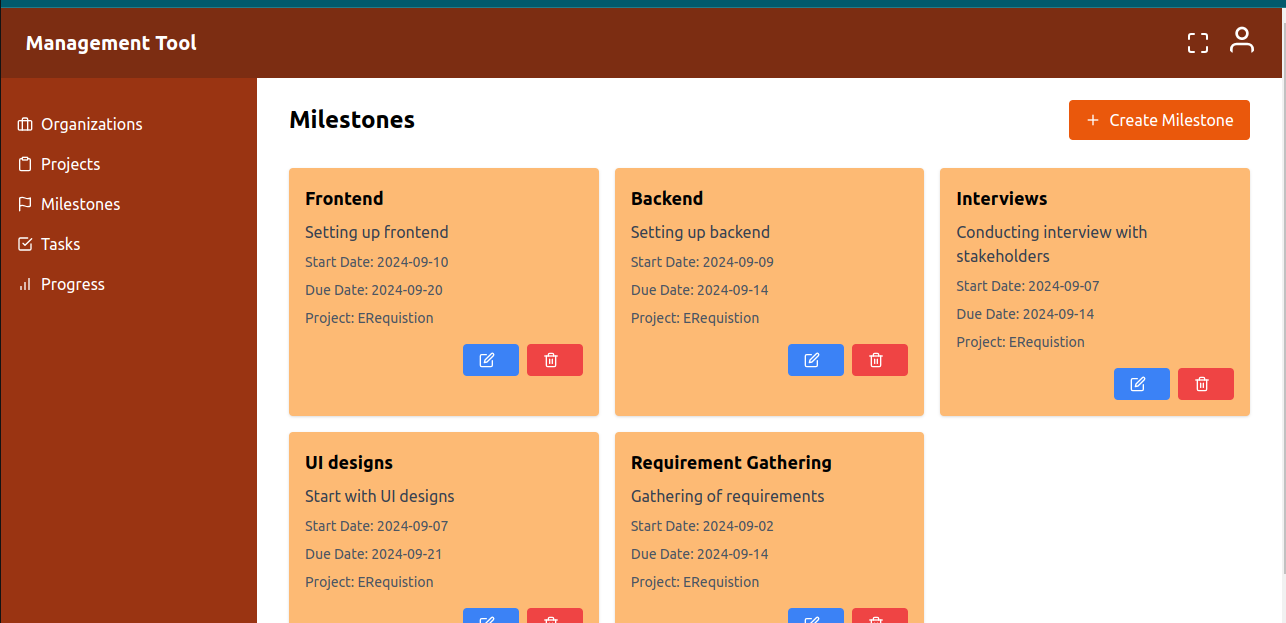 Management Tool
Organizations
Projects
Milestones
Tasks
Progress
Milestones
Create Milestone
Frontend
Setting up frontend
Start Date: 2024-09-10
Due Date: 2024-09-20
Project: ERequistion
Backend
Setting up backend
Start Date: 2024-09-09
Due Date: 2024-09-14
Project: ERequistion
Interviews
Conducting interview with
stakeholders
Start Date: 2024-09-07
Due Date: 2024-09-14
Project: ERequistion
UI designs
Start with UI designs
Start Date: 2024-09-07
Due Date: 2024-09-21
Project: ERequistion
Requirement Gathering
Gathering of requirements
Start Date: 2024-09-02
Due Date: 2024-09-14
Project: ERequistion